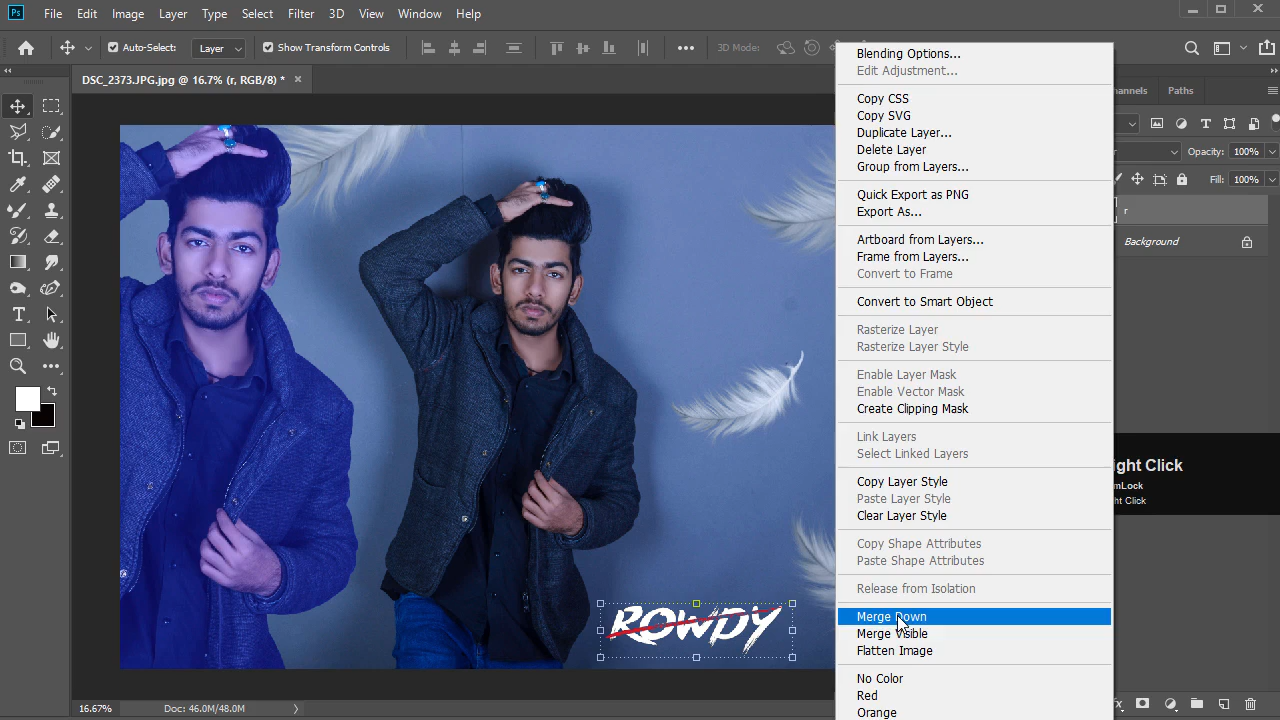 Ps File Edit Image Layer Type Select Filter 3D View Window Help
Auto-Select: Layer Show Transform Controls 3D Mode:
DSC_2373.JPG.jpg @ 16.7% (r, RGB/8) *
Blending Options...
Edit Adjustment...
Copy CSS
Copy SVG
Duplicate Layer...
Delete Layer
Group from Layers...
Quick Export as PNG
Export As...
Artboard from Layers...
Frame from Layers...
Convert to Frame
Convert to Smart Object
Rasterize Layer
Rasterize Layer Style
Enable Layer Mask
Enable Vector Mask
Create Clipping Mask
Link Layers
Select Linked Layers
Copy Layer Style
Paste Layer Style
Clear Layer Style
Copy Shape Attributes
Paste Shape Attributes
Release from Isolation
Merge Down
Merge Visible
Flatten Image
No Color
Red
Orange
annels Paths
Opacity: 100%
Fill: 100%
r
Background
ight Click
mLock
ht Click
ROWDY
16.67% Doc: 46.0M/48.0M